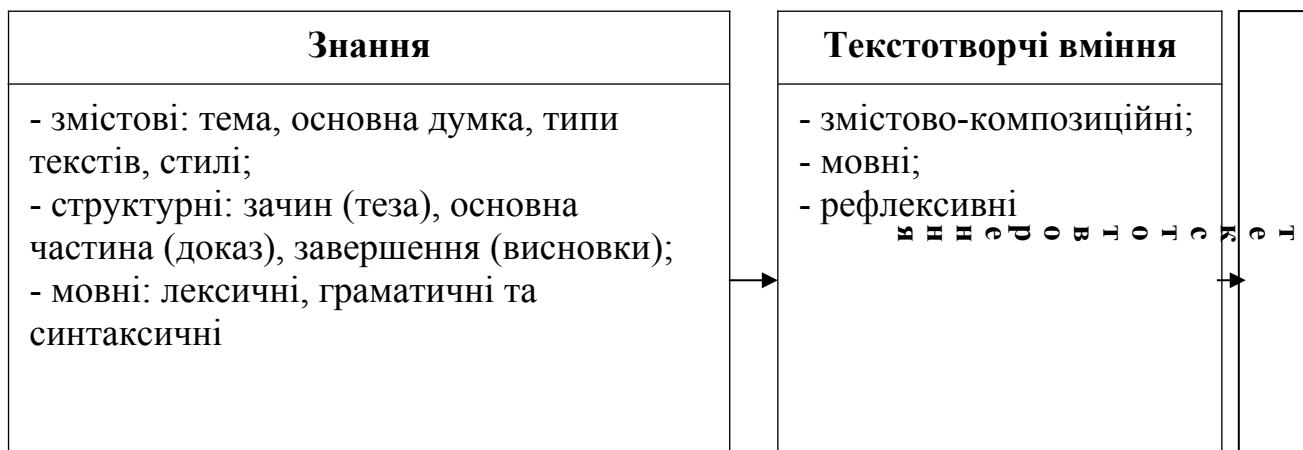 Знання
- змістові: тема, основна думка, типи
текстів, стилі;
- структурні: зачин (теза), основна
частина (доказ), завершення (висновки);
- мовні: лексичні, граматичні та
синтаксичні
Текстотворчі вміння
- змістово-композиційні;
- мовні;
- рефлексивні
текстотворення